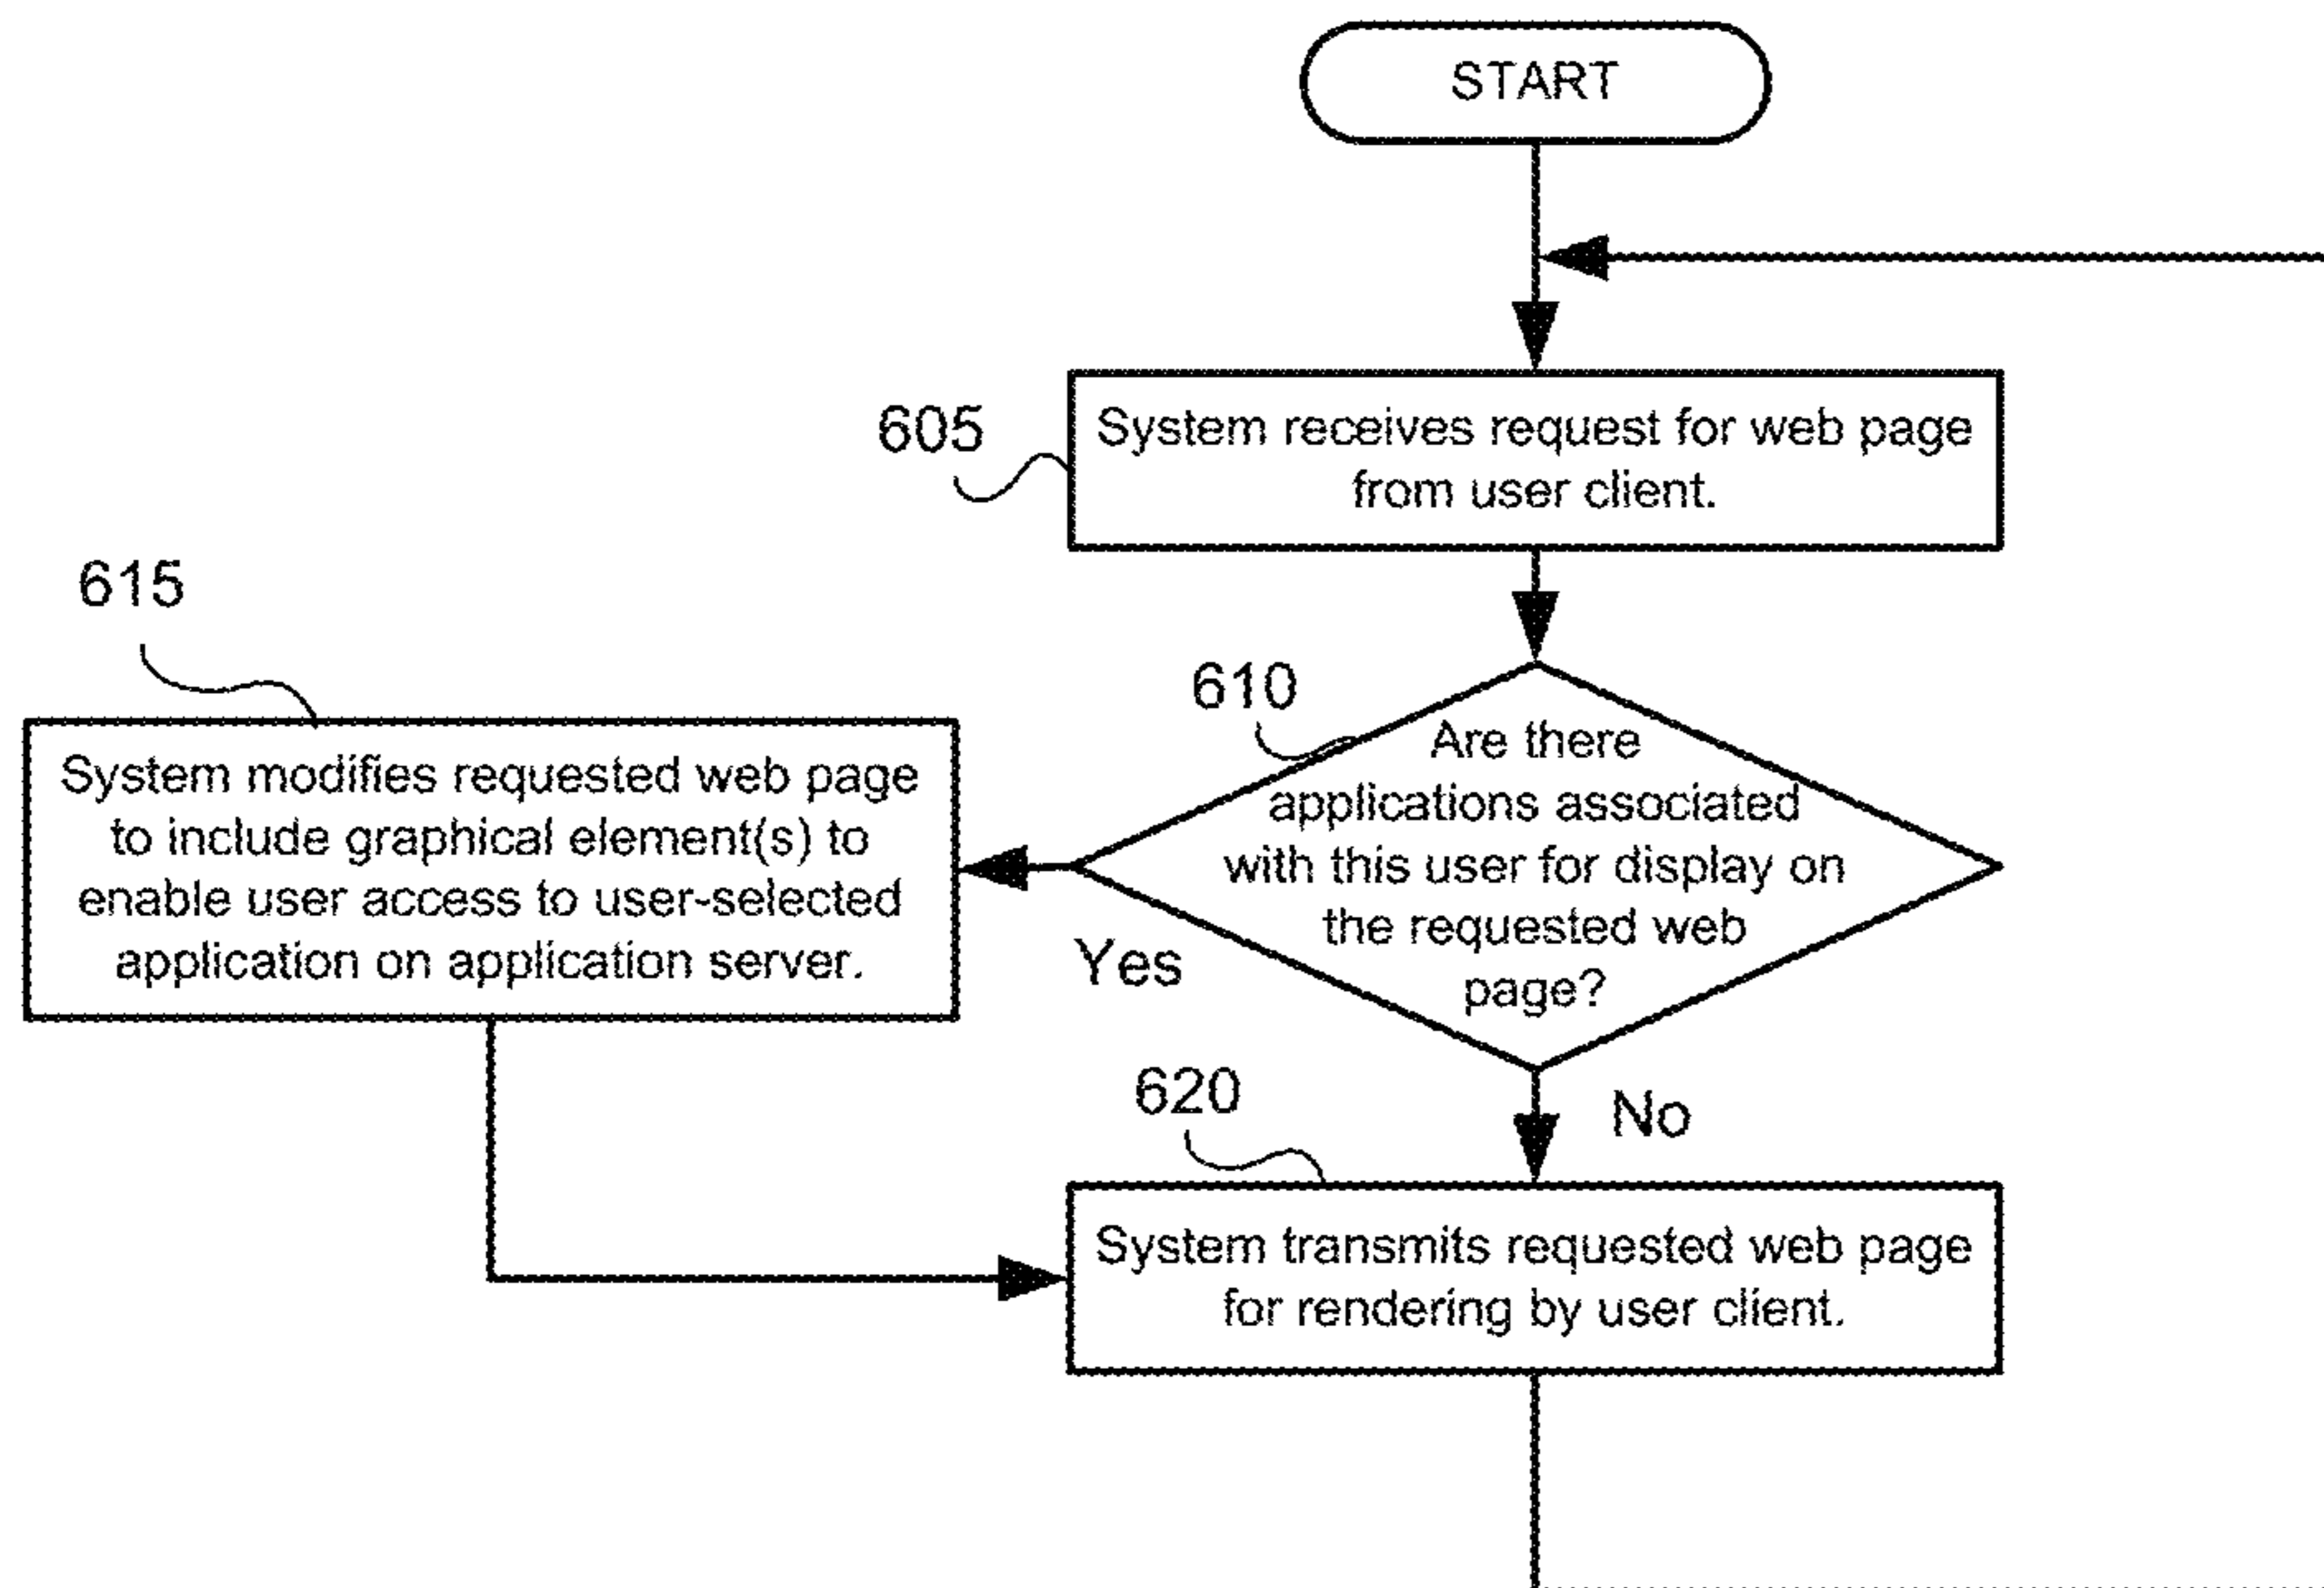 START
605
System receives request for web page
from user client.
610
Are there
applications associated
with this user for display on
the requested web
page?
Yes
No
615
System modifies requested web page
to include graphical element(s) to
enable user access to user-selected
application on application server.
620
System transmits requested web page
for rendering by user client.